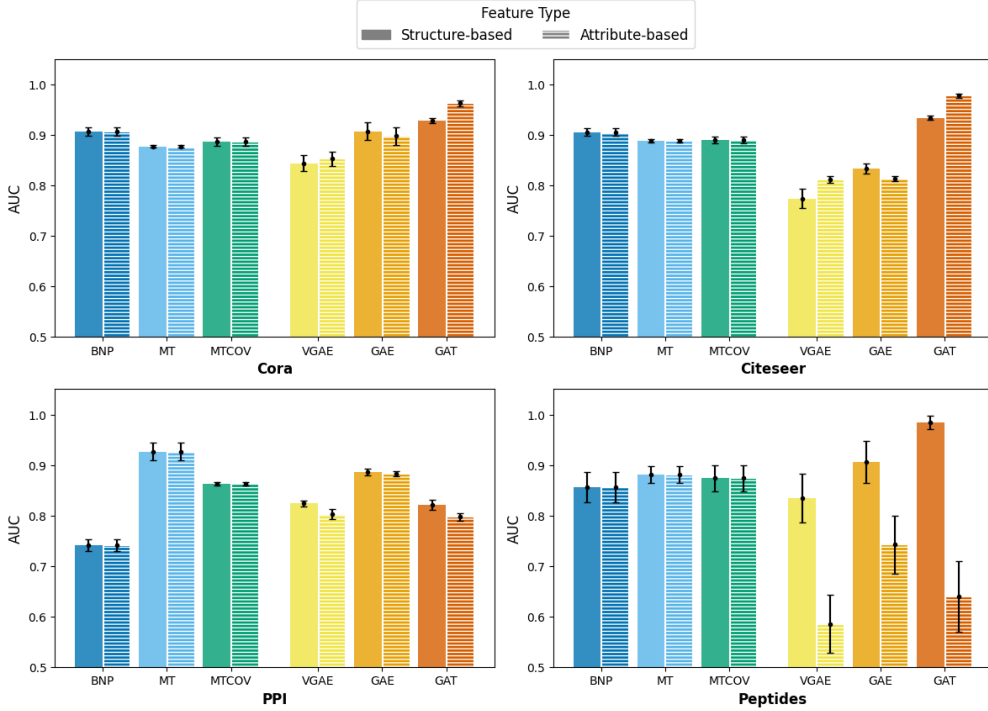 Feature Type
Structure-based Attribute-based
1.0
0.9
0.8
0.7
0.6
0.5
AUC
BNP MT MTCOV VGAE GAE GAT
Cora
1.0
0.9
0.8
0.7
0.6
0.5
AUC
BNP MT MTCOV VGAE GAE GAT
Citeseer
1.0
0.9
0.8
0.7
0.6
0.5
AUC
BNP MT MTCOV VGAE GAE GAT
PPI
1.0
0.9
0.8
0.7
0.6
0.5
AUC
BNP MT MTCOV VGAE GAE GAT
Peptides